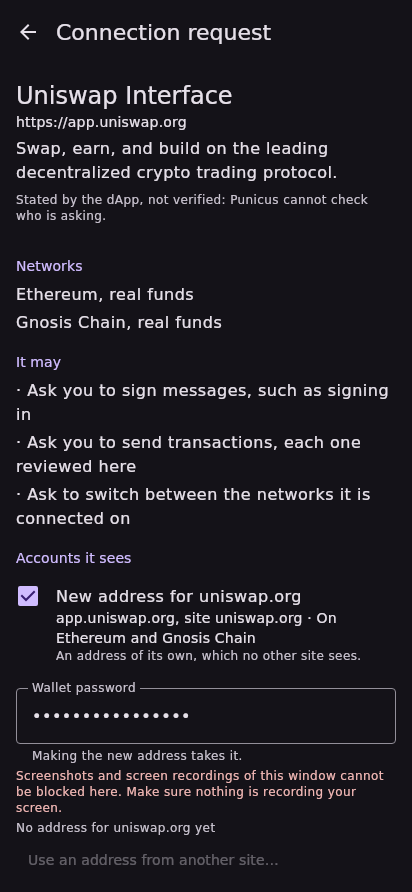 Connection request
Uniswap Interface
https://app.uniswap.org
Swap, earn, and build on the leading
decentralized crypto trading protocol.
Stated by the dApp, not verified: Punicus cannot check
who is asking.
Networks
Ethereum, real funds
Gnosis Chain, real funds
It may
· Ask you to sign messages, such as signing
in
· Ask you to send transactions, each one
reviewed here
· Ask to switch between the networks it is
connected on
Accounts it sees
New address for uniswap.org
app.uniswap.org, site uniswap.org · On
Ethereum and Gnosis Chain
An address of its own, which no other site sees.
Wallet password
••••••••••••••••
Making the new address takes it.
Screenshots and screen recordings of this window cannot
be blocked here. Make sure nothing is recording your
screen.
No address for uniswap.org yet
Use an address from another site…